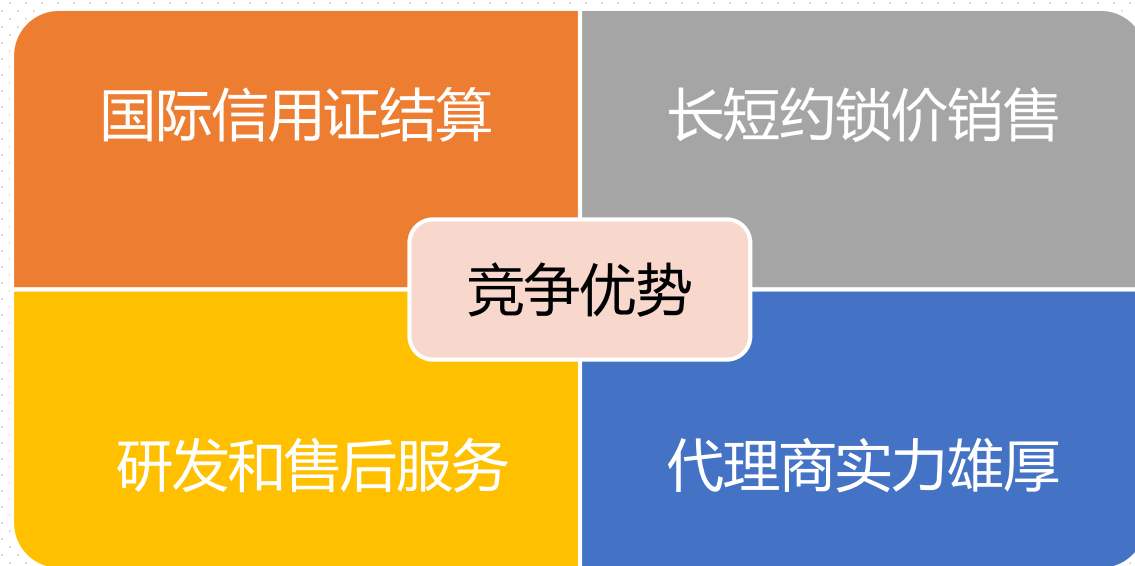 国际信用证结算
长短约锁价销售
竞争优势
研发和售后服务
代理商实力雄厚